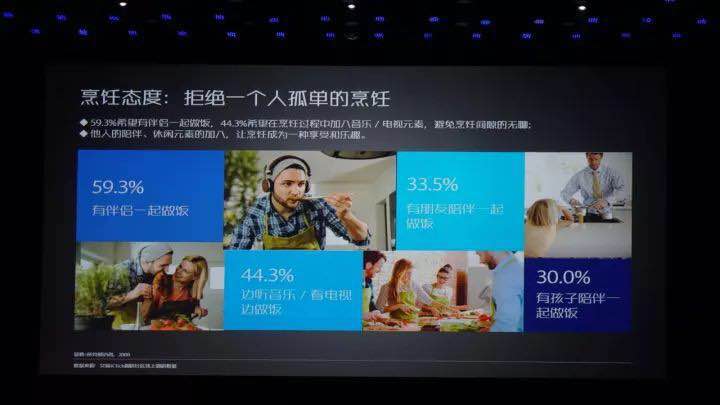 烹饪态度：拒绝一个人孤单的烹饪
◆ 59.3%希望有伴侣一起做饭，44.3%希望在烹饪过程中加入音乐 / 电视元素，避免烹饪间隙的无聊；
◆ 他人的陪伴、休闲元素的加入，让烹饪成为一种享受和乐趣。
59.3%
有伴侣一起做饭
33.5%
有朋友陪伴一起
做饭
44.3%
边听音乐 / 看电视
边做饭
30.0%
有孩子陪伴一
起做饭